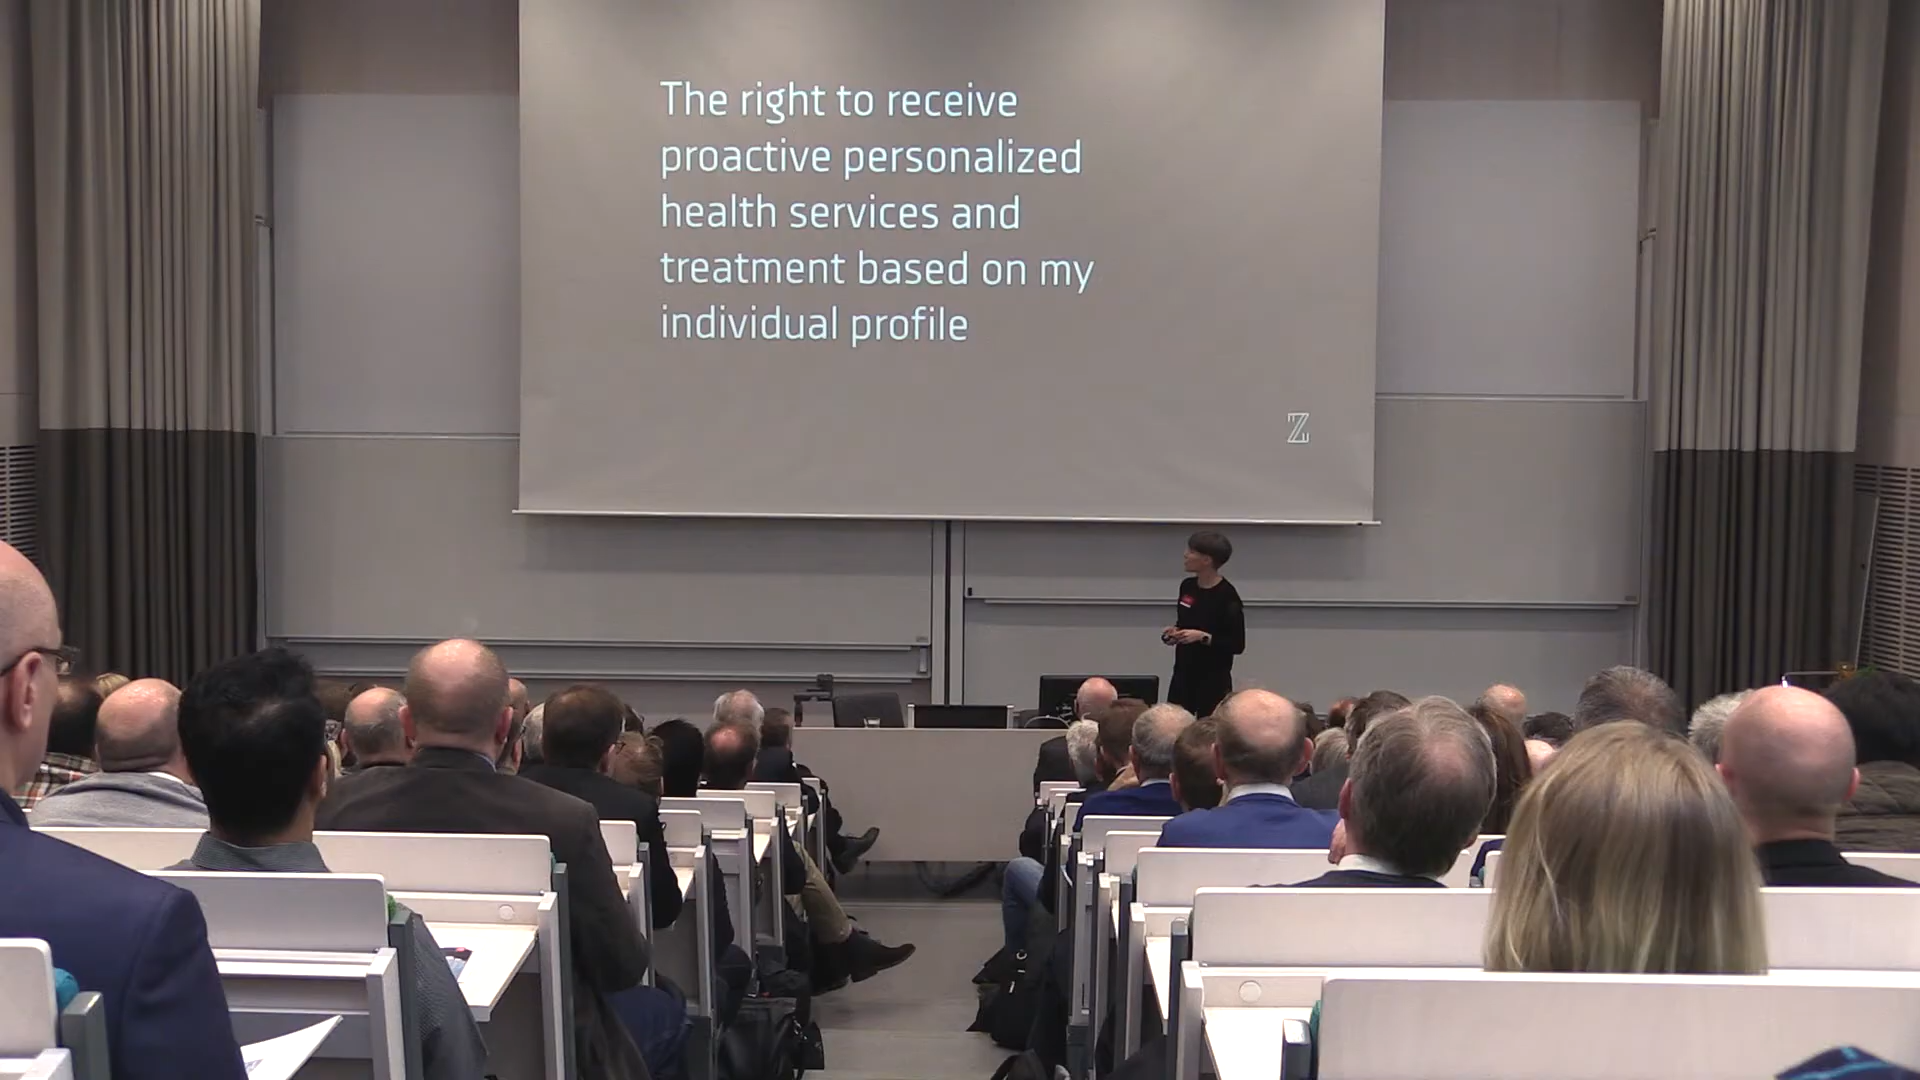 The right to receive
proactive personalized
health services and
treatment based on my
individual profile
Z